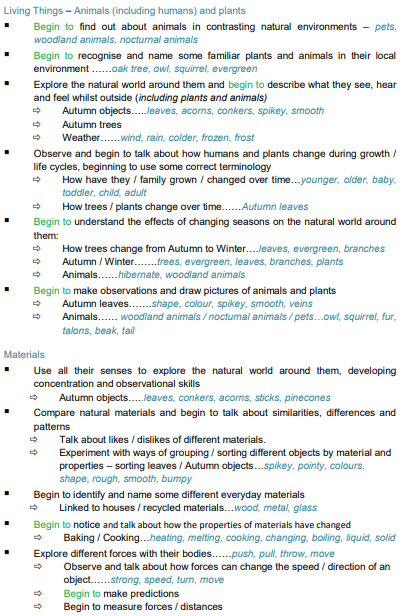 Living Things – Animals (including humans) and plants
▪ Begin to find out about animals in contrasting natural environments – pets,
woodland animals, nocturnal animals
▪ Begin to recognise and name some familiar plants and animals in their local
environment ……oak tree, owl, squirrel, evergreen
▪ Explore the natural world around them and begin to describe what they see, hear
and feel whilst outside (including plants and animals)
⇨ Autumn objects…..leaves, acorns, conkers, spikey, smooth
⇨ Autumn trees
⇨ Weather……wind, rain, colder, frozen, frost
▪ Observe and begin to talk about how humans and plants change during growth /
life cycles, beginning to use some correct terminology
⇨ How have they / family grown / changed over time…younger, older, baby,
toddler, child, adult
⇨ How trees / plants change over time……Autumn leaves
▪ Begin to understand the effects of changing seasons on the natural world around
them:
⇨ How trees change from Autumn to Winter….leaves, evergreen, branches
⇨ Autumn / Winter…….trees, evergreen, leaves, branches, plants
⇨ Animals……hibernate, woodland animals
▪ Begin to make observations and draw pictures of animals and plants
⇨ Autumn leaves…….shape, colour, spikey, smooth, veins
⇨ Animals…… woodland animals / nocturnal animals / pets…owl, squirrel, fur,
talons, beak, tail
Materials
▪ Use all their senses to explore the natural world around them, developing
concentration and observational skills
⇨ Autumn objects…..leaves, conkers, acorns, sticks, pinecones
▪ Compare natural materials and begin to talk about similarities, differences and
patterns
⇨ Talk about likes / dislikes of different materials.
⇨ Experiment with ways of grouping / sorting different objects by material and
properties – sorting leaves / Autumn objects…spikey, pointy, colours,
shape, rough, smooth, bumpy
▪ Begin to identify and name some different everyday materials
⇨ Linked to houses / recycled materials…wood, metal, glass
▪ Begin to notice and talk about how the properties of materials have changed
⇨ Baking / Cooking…heating, melting, cooking, changing, boiling, liquid, solid
▪ Explore different forces with their bodies……push, pull, throw, move
⇨ Observe and talk about how forces can change the speed / direction of an
object……strong, speed, turn, move
⇨ Begin to make predictions
⇨ Begin to measure forces / distances